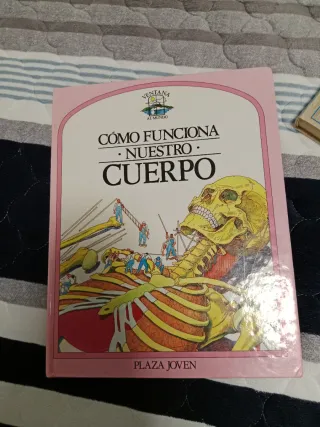 VENTANA
AL MUNDO
CÓMO FUNCIONA
· NUESTRO ·
CUERPO
PLAZA JOVEN